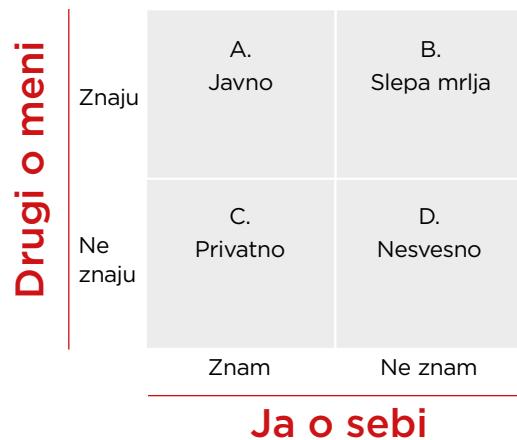 Drugi o meni
Znaju
A.
Javno
B.
Slepa mrlja
Ne
znaju
C.
Privatno
D.
Nesvesno
Znam
Ne znam
Ja o sebi